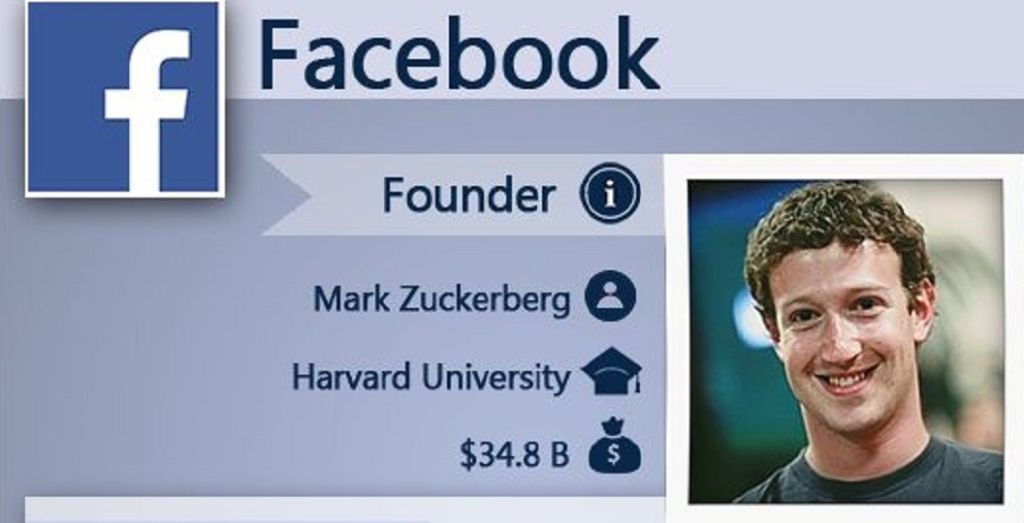 f
Facebook
Founder
Mark Zuckerberg
Harvard University
$34.8 B